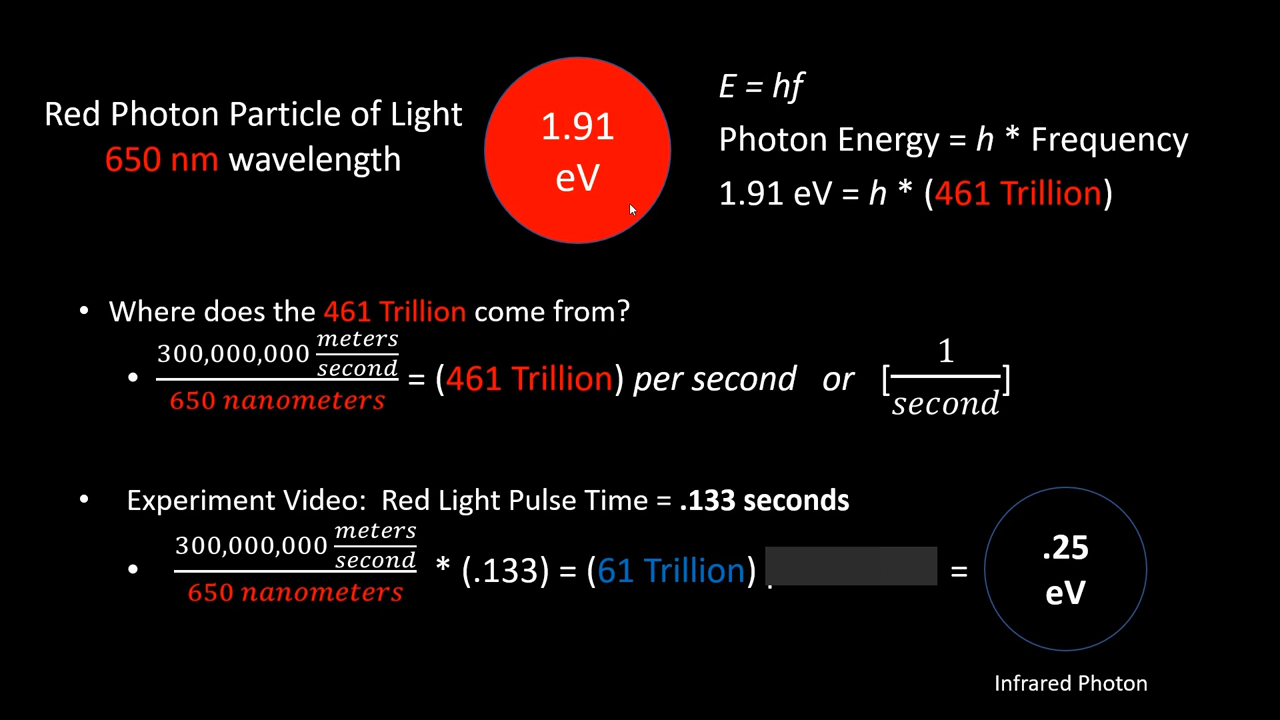 Red Photon Particle of Light
650 nm wavelength
1.91
eV
E = hf
Photon Energy = h * Frequency
1.91 eV = h * (461 Trillion)
• Where does the 461 Trillion come from?
• 300,000,000 meters/second / 650 nanometers = (461 Trillion) per second or [1/second]
• Experiment Video: Red Light Pulse Time = .133 seconds
• 300,000,000 meters/second / 650 nanometers * (.133) = (61 Trillion) =
.25
eV
Infrared Photon